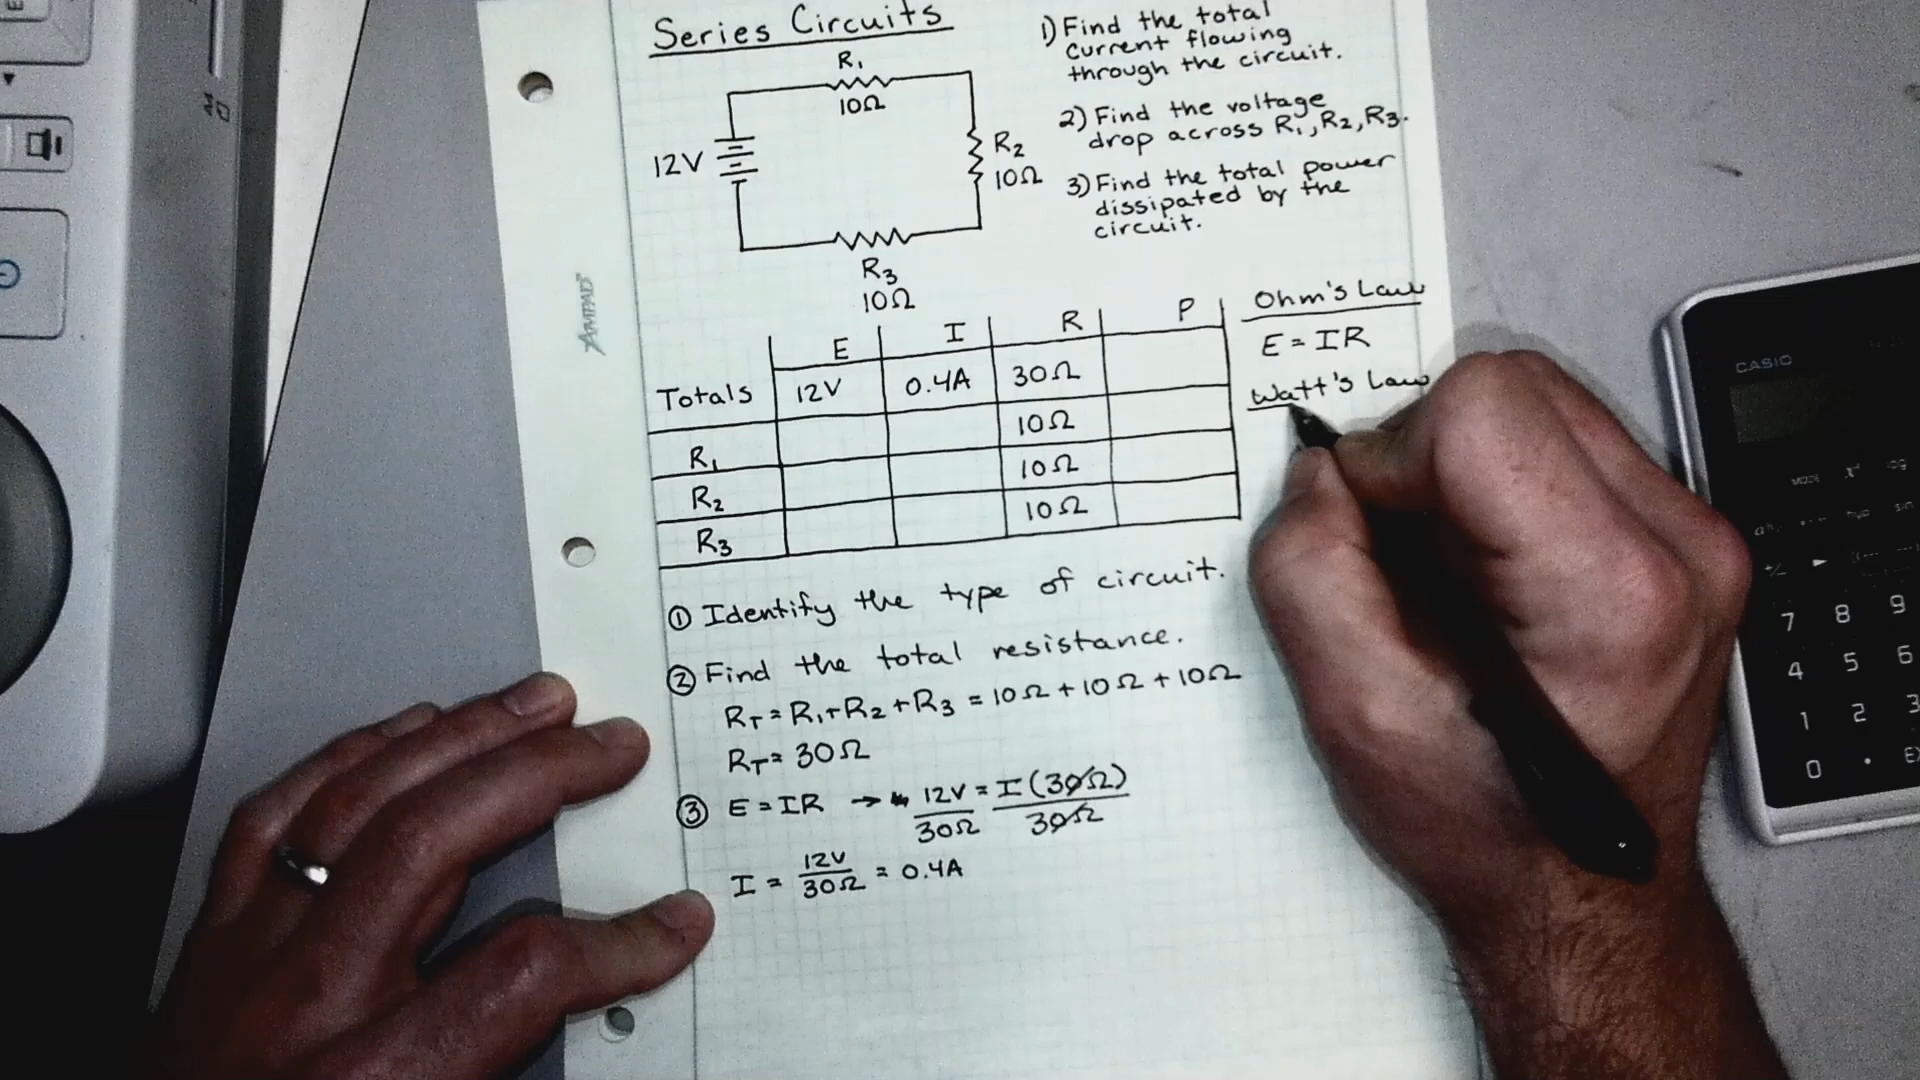 Series Circuits
R1
10Ω
12V
R2
10Ω
R3
10Ω
1) Find the total
current flowing
through the circuit.
2) Find the voltage
drop across R1, R2, R3.
3) Find the total power
dissipated by the
circuit.
E I R P
Totals 12V 0.4A 30Ω
R1 10Ω
R2 10Ω
R3 10Ω
Ohm's Law
E = IR
Watt's Law
① Identify the type of circuit.
② Find the total resistance.
RT = R1 + R2 + R3 = 10Ω + 10Ω + 10Ω
RT = 30Ω
③ E = IR → 12V/30Ω = I(30Ω)/30Ω
I = 12V/30Ω = 0.4A
AMPAD
CASIO
MODE
7 8 9
4 5 6
1 2 3
0 .